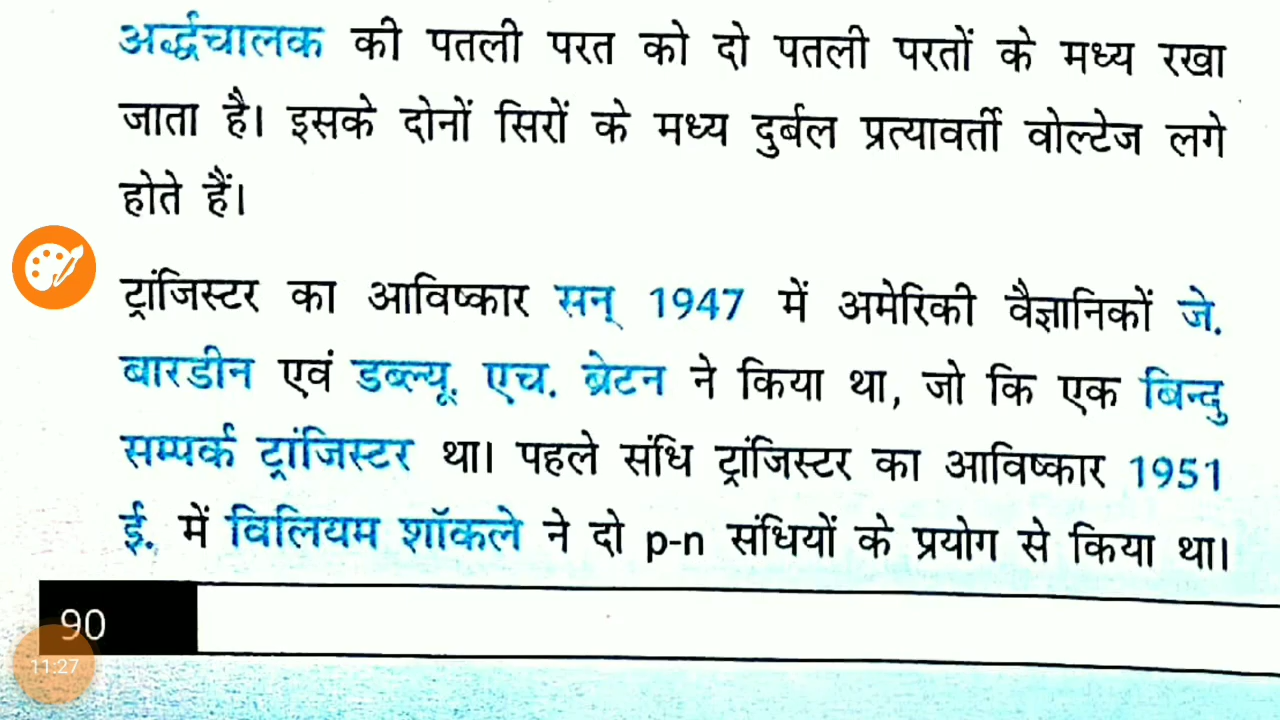 अर्द्धचालक की पतली परत को दो पतली परतों के मध्य रखा
जाता है। इसके दोनों सिरों के मध्य दुर्बल प्रत्यावर्ती वोल्टेज लगे
होते हैं।
ट्रांजिस्टर का आविष्कार सन् 1947 में अमेरिकी वैज्ञानिकों जे.
बारडीन एवं डब्ल्यू. एच. ब्रेटन ने किया था, जो कि एक बिन्दु
सम्पर्क ट्रांजिस्टर था। पहले संधि ट्रांजिस्टर का आविष्कार 1951
ई. में विलियम शॉकले ने दो p-n संधियों के प्रयोग से किया था।
90
11:27